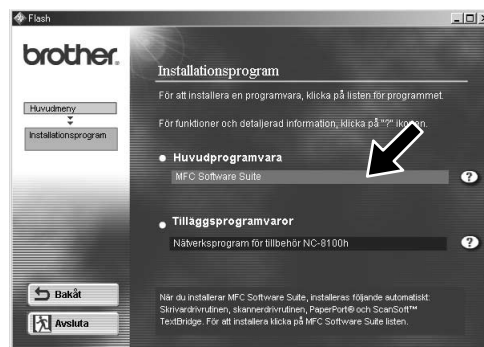 Flash
brother.
Huvudmeny
Installationsprogram
Bakåt
Avsluta
Installationsprogram
För att installera en programvara, klicka på listen för programmet.
För funktioner och detaljerad information, klicka på "?" ikonen.
Huvudprogramvara
MFC Software Suite
?
Tilläggsprogramvaror
Nätverksprogram för tillbehör NC-8100h
?
När du installerar MFC Software Suite, installeras följande automatiskt:
Skrivardrivrutinen, skannerdrivrutinen, PaperPort® och ScanSoft™
TextBridge. För att installera klicka på MFC Software Suite listen.